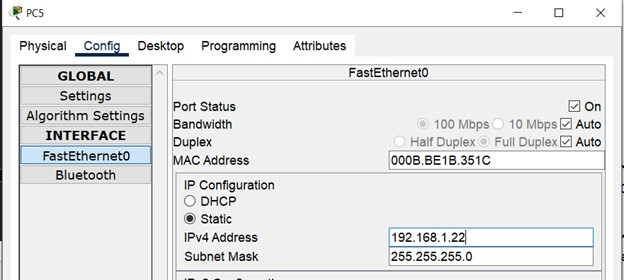 PC5
Physical Config Desktop Programming Attributes
GLOBAL
Settings
Algorithm Settings
INTERFACE
FastEthernet0
Bluetooth
FastEthernet0
Port Status On
Bandwidth 100 Mbps 10 Mbps Auto
Duplex Half Duplex Full Duplex Auto
MAC Address 000B.BE1B.351C
IP Configuration
DHCP
Static
IPv4 Address 192.168.1.22
Subnet Mask 255.255.255.0